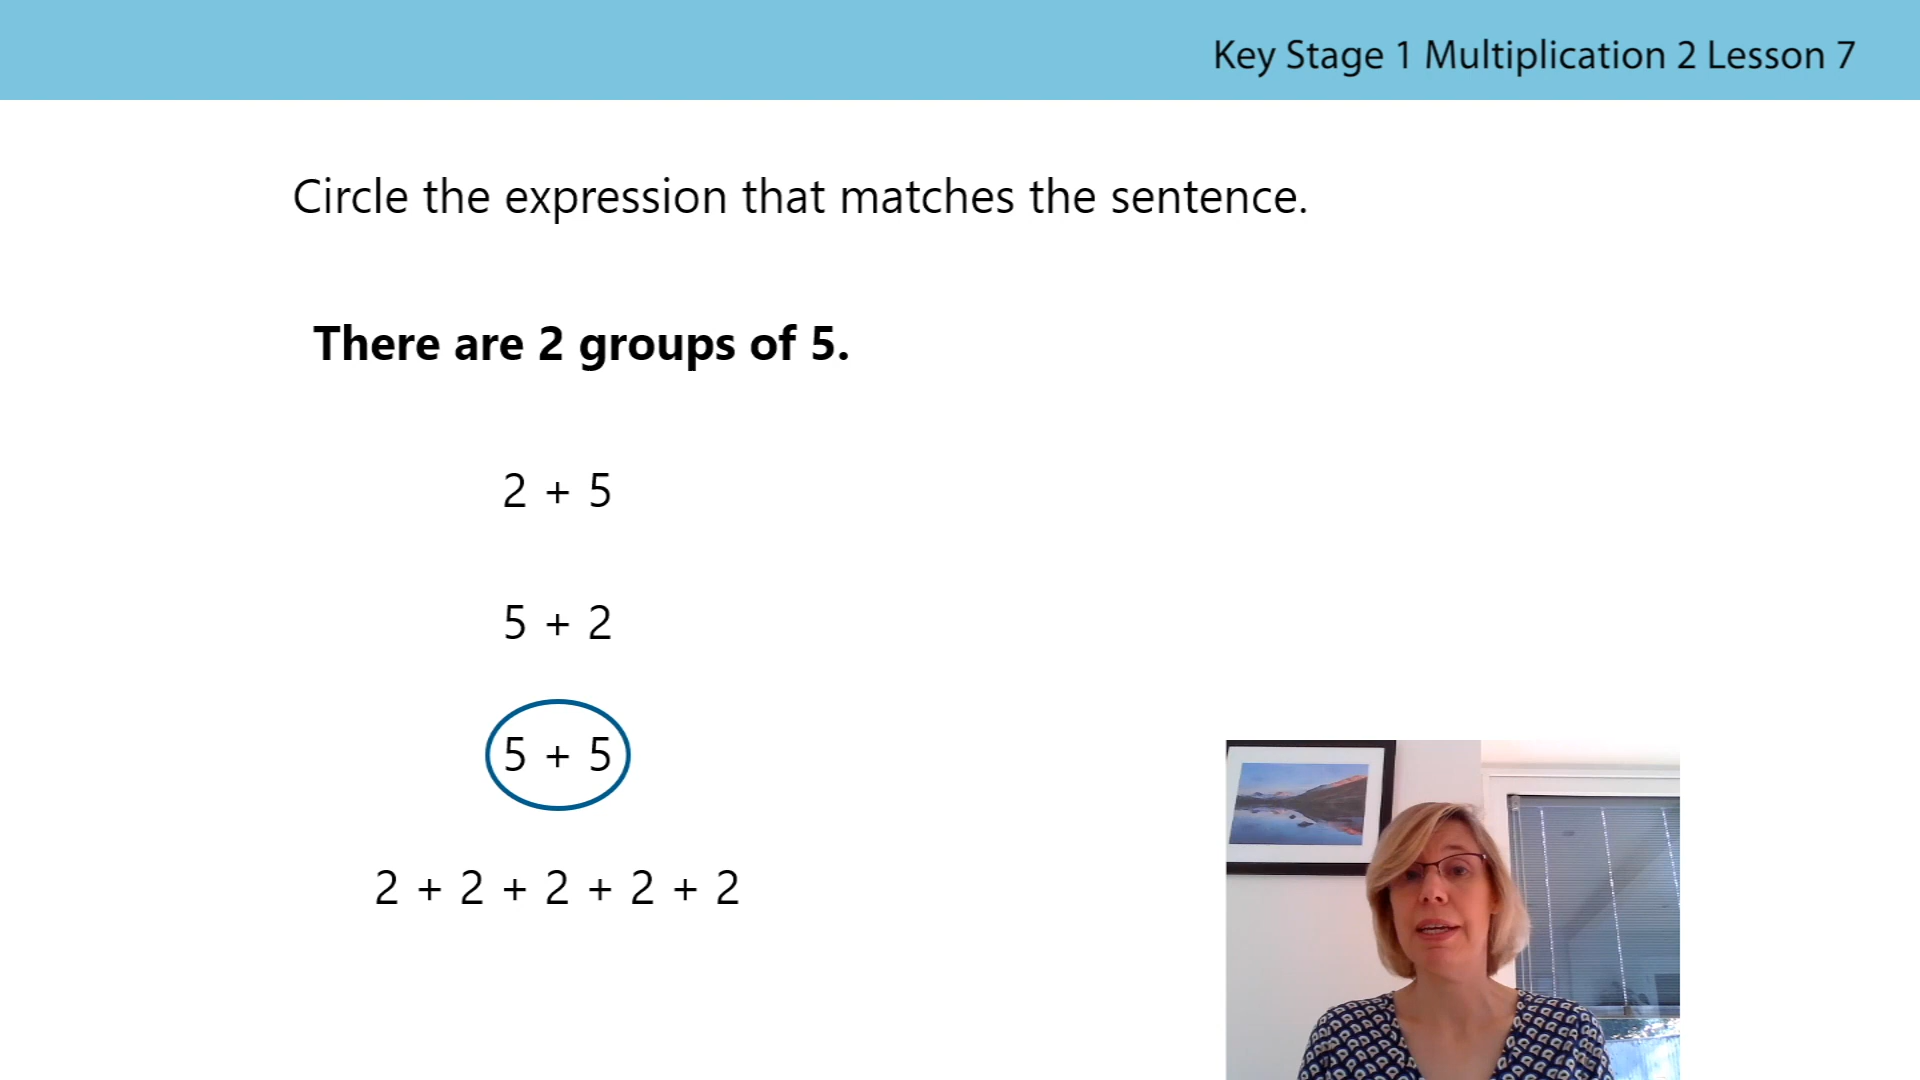 Key Stage 1 Multiplication 2 Lesson 7
Circle the expression that matches the sentence.
There are 2 groups of 5.
2 + 5
5 + 2
5 + 5
2 + 2 + 2 + 2 + 2